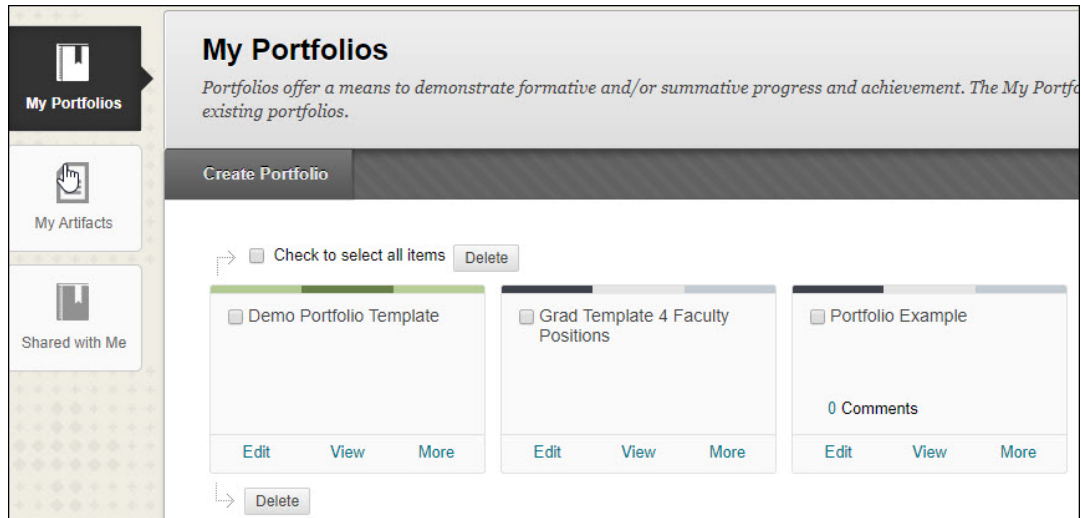 My Portfolios
My Artifacts
Shared with Me
My Portfolios
Portfolios offer a means to demonstrate formative and/or summative progress and achievement. The My
existing portfolios.
Create Portfolio
Check to select all items Delete
Demo Portfolio Template
Edit View More
Grad Template 4 Faculty
Positions
Edit View More
Portfolio Example
0 Comments
Edit View More
Delete